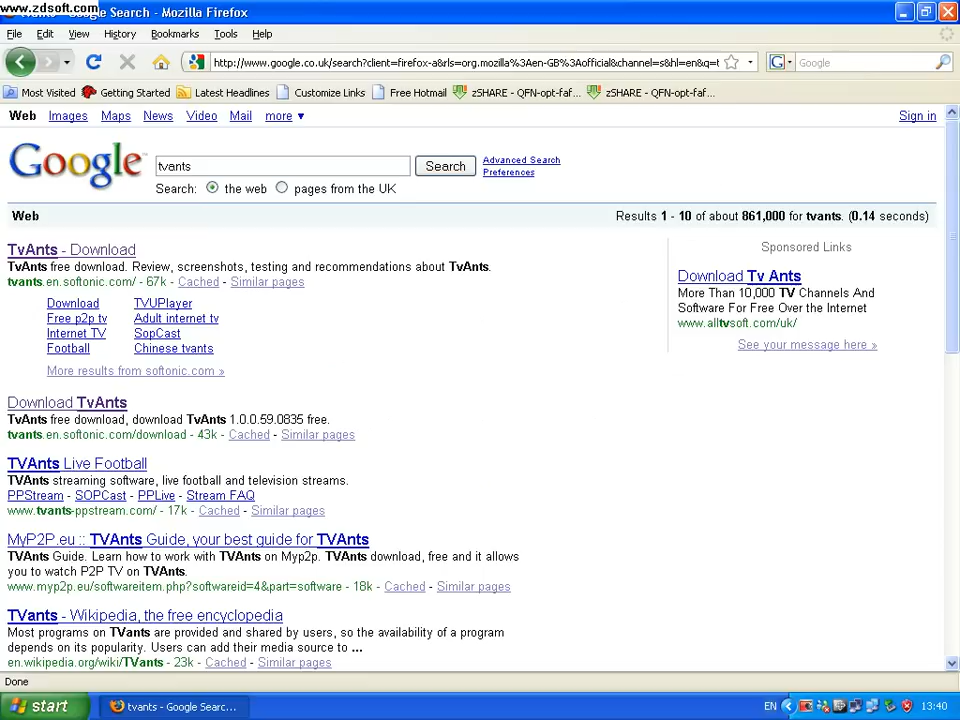 www.zdsoft.com
Google Search - Mozilla Firefox
File Edit View History Bookmarks Tools Help
http://www.google.co.uk/search?client=firefox-a&rls=org.mozilla%3Aen-GB%3Aofficial&channel=s&hl=en&q=t
Google
Most Visited Getting Started Latest Headlines Customize Links Free Hotmail zSHARE - QFN-opt-faf... zSHARE - QFN-opt-faf...
Web Images Maps News Video Mail more ▼ Sign in
Google tvants Search Advanced Search
Preferences
Search: the web pages from the UK
Web Results 1 - 10 of about 861,000 for tvants. (0.14 seconds)
TvAnts - Download
TvAnts free download. Review, screenshots, testing and recommendations about TvAnts.
tvants.en.softonic.com/ - 67k - Cached - Similar pages
Download TVUPlayer
Free p2p tv Adult internet tv
Internet TV SopCast
Football Chinese tvants
More results from softonic.com »
Download TvAnts
TvAnts free download, download TvAnts 1.0.0.59.0835 free.
tvants.en.softonic.com/download - 43k - Cached - Similar pages
TVAnts Live Football
TVAnts streaming software, live football and television streams.
PPStream - SOPCast - PPLive - Stream FAQ
www.tvants-ppstream.com/ - 17k - Cached - Similar pages
MyP2P.eu :: TVAnts Guide, your best guide for TVAnts
TVAnts Guide. Learn how to work with TVAnts on Myp2p. TVAnts download, free and it allows
you to watch P2P TV on TVAnts.
www.myp2p.eu/softwareitem.php?softwareid=4&part=software - 18k - Cached - Similar pages
TVants - Wikipedia, the free encyclopedia
Most programs on TVants are provided and shared by users, so the availability of a program
depends on its popularity. Users can add their media source to ...
en.wikipedia.org/wiki/TVants - 23k - Cached - Similar pages
Sponsored Links
Download Tv Ants
More Than 10,000 TV Channels And
Software For Free Over the Internet
www.alltvsoft.com/uk/
See your message here »
Done
start tvants - Google Searc... EN 13:40